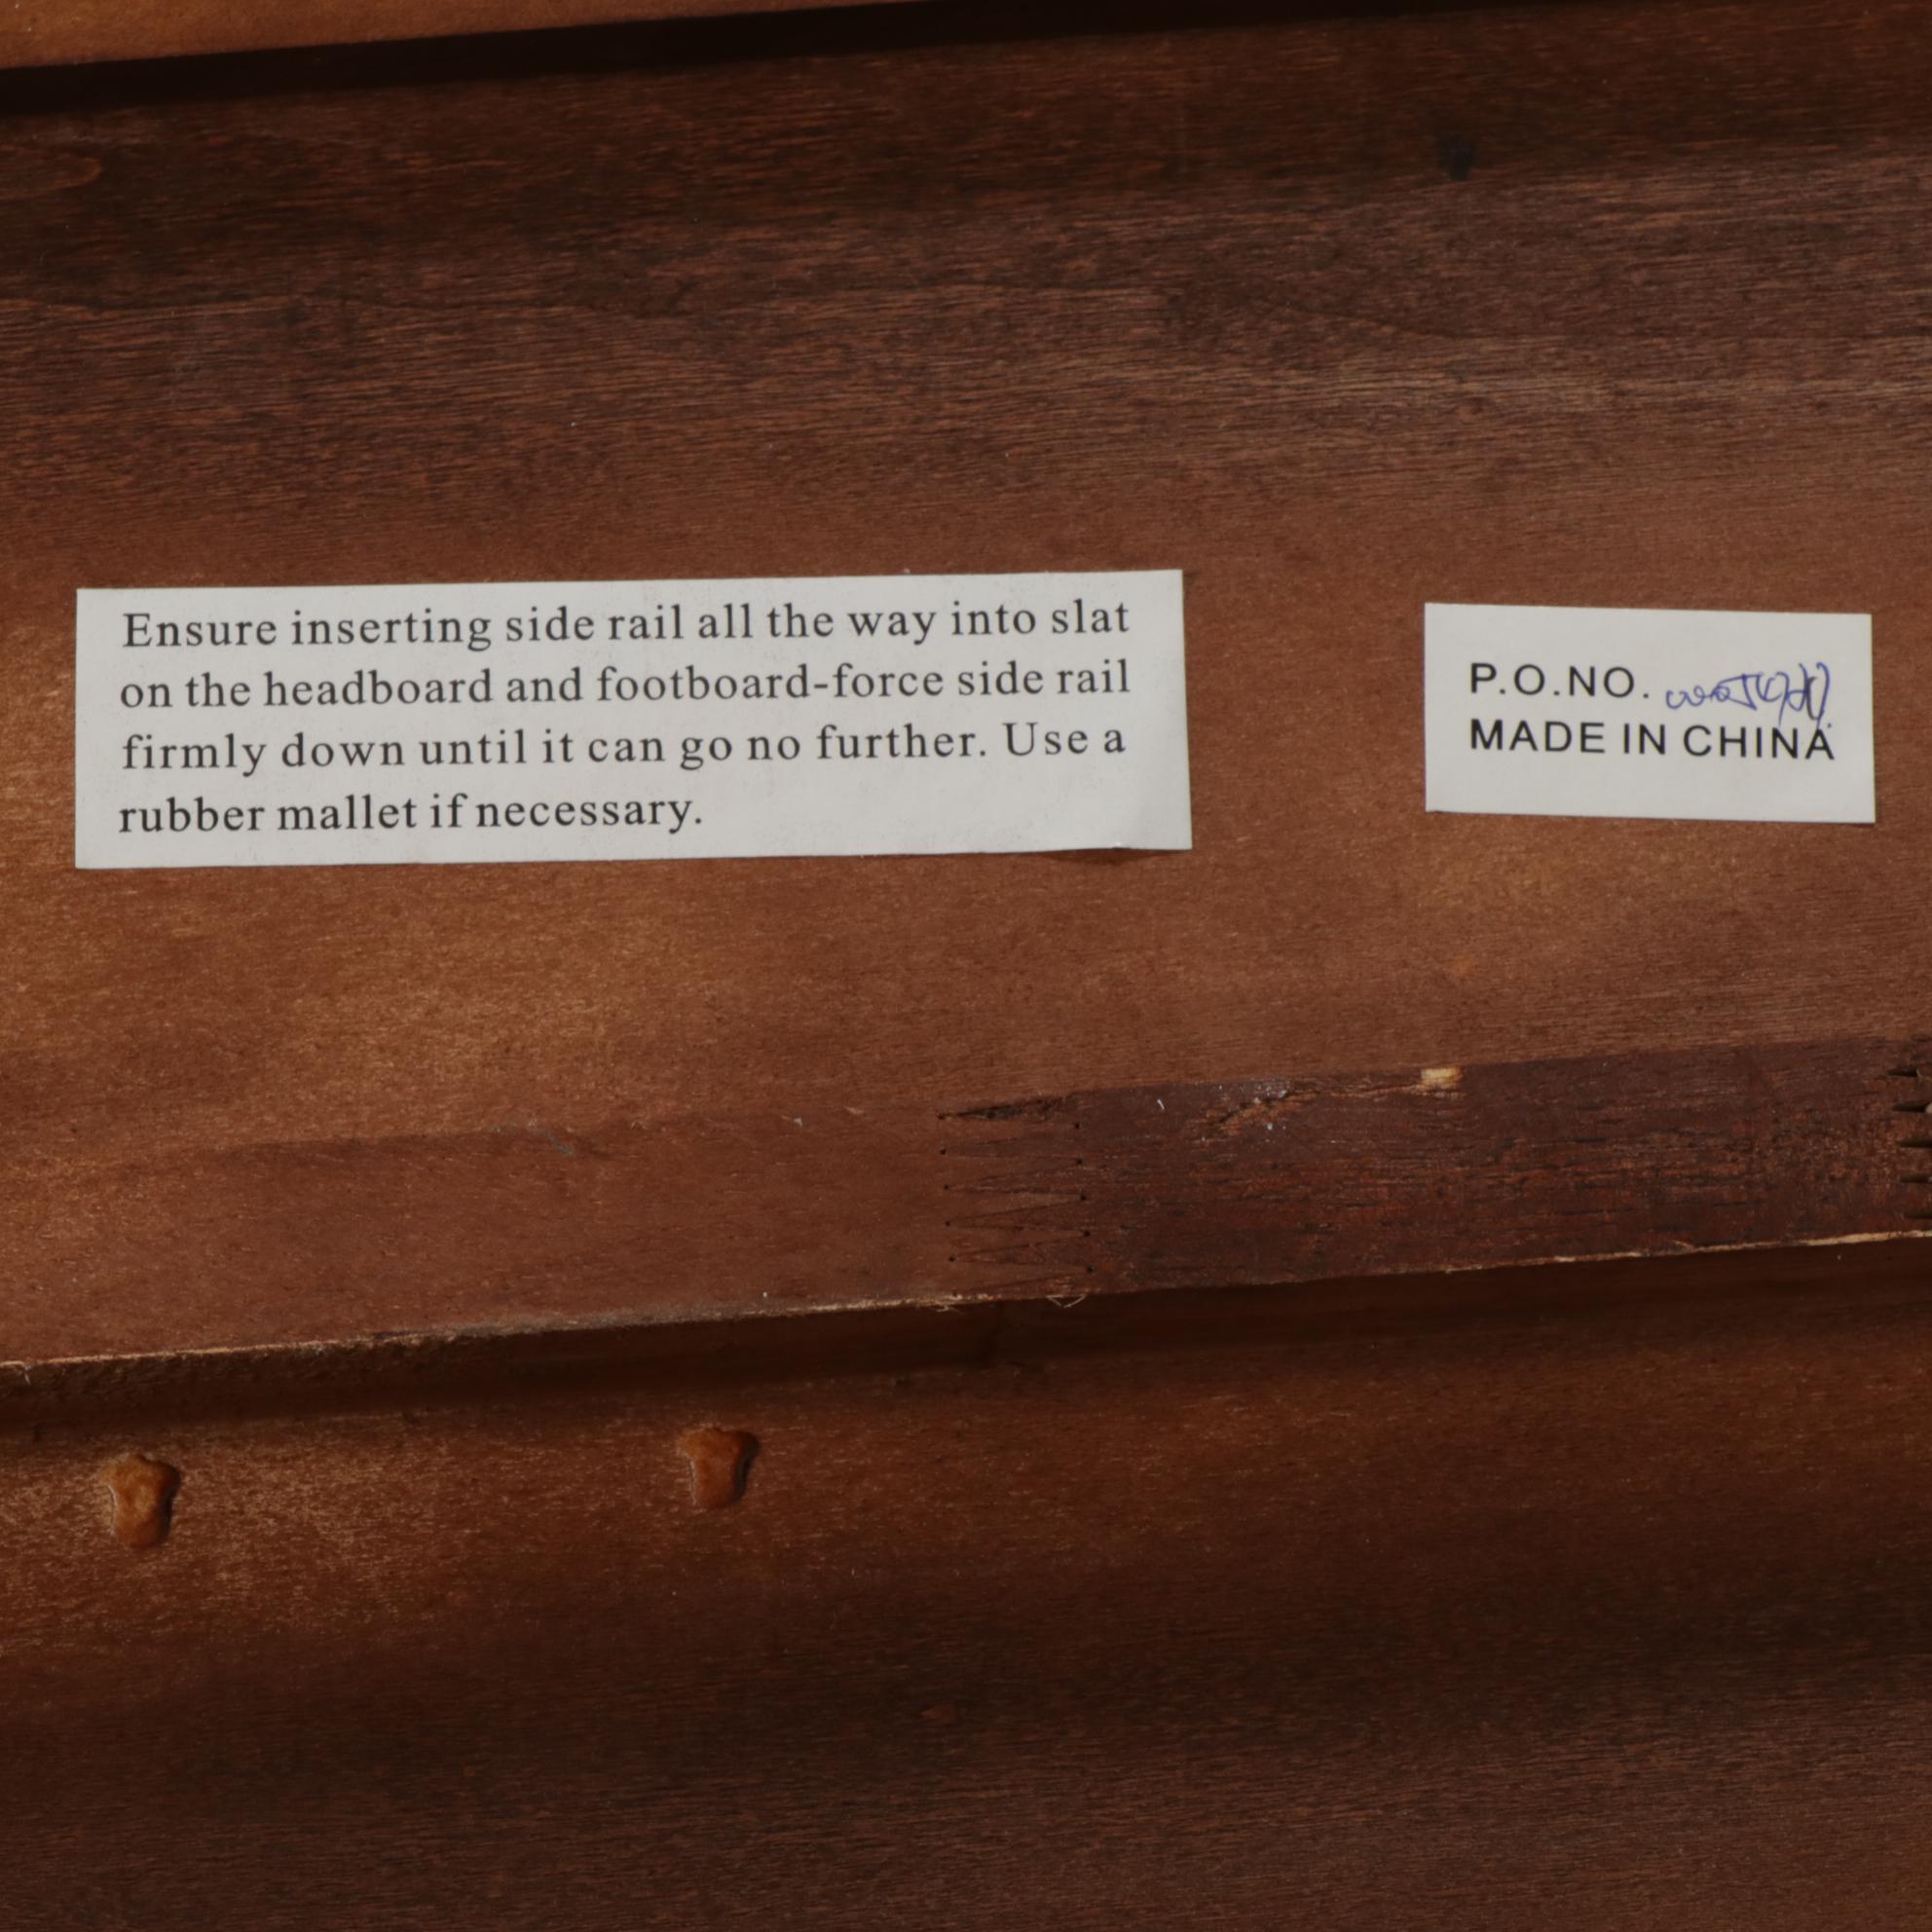 Ensure inserting side rail all the way into slat
on the headboard and footboard-force side rail
firmly down until it can go no further. Use a
rubber mallet if necessary.
P.O.NO.
MADE IN CHINA